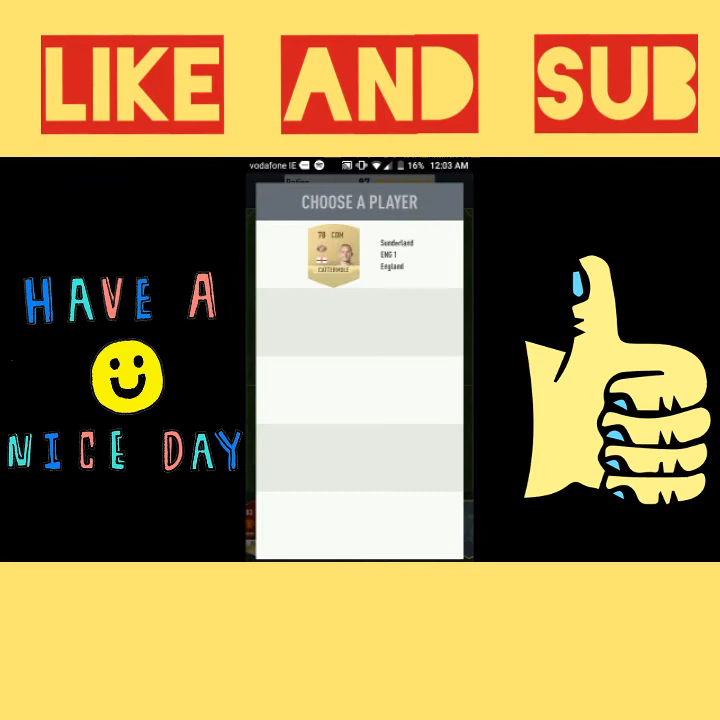 LIKE AND SUB
vodafone IE 16% 12:03 AM
CHOOSE A PLAYER
78 CDM
CATTERMOLE
Sunderland
ENG 1
England
HAVE A
NICE DAY